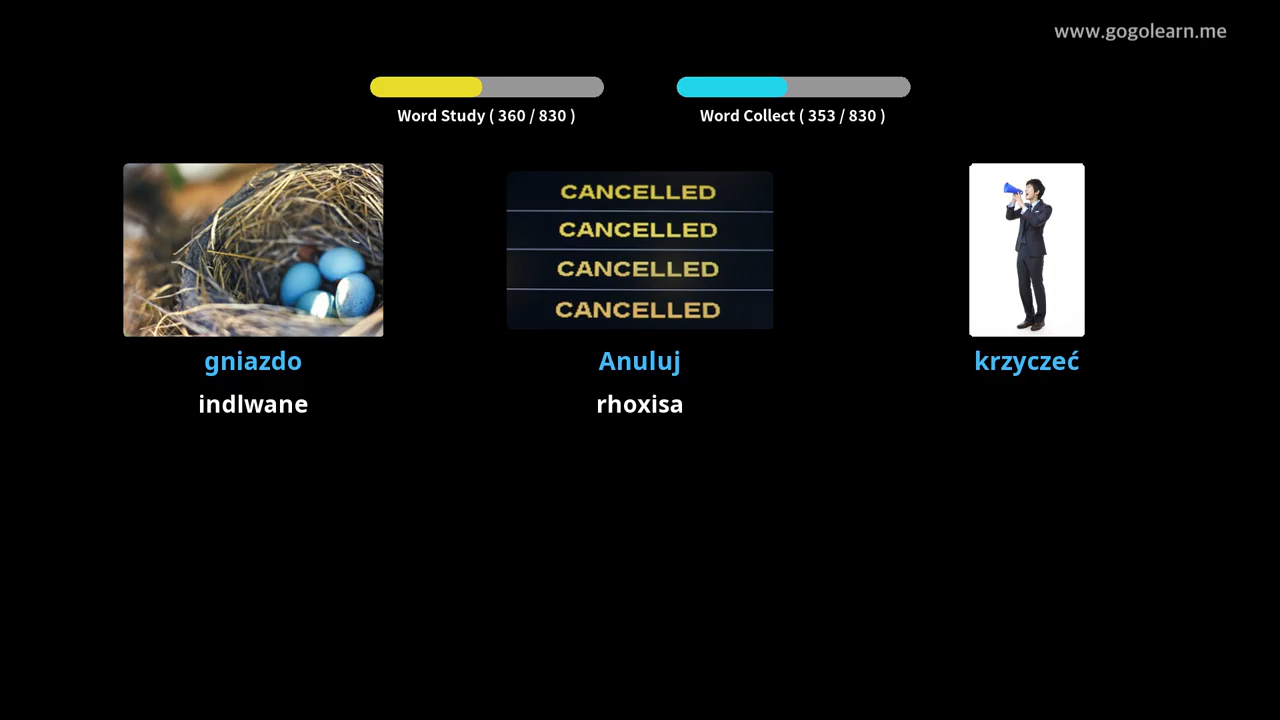 www.gogolearn.me
Word Study ( 360 / 830 )
Word Collect ( 353 / 830 )
CANCELLED
CANCELLED
CANCELLED
CANCELLED
gniazdo
Anuluj
krzyczeć
indlwane
rhoxisa